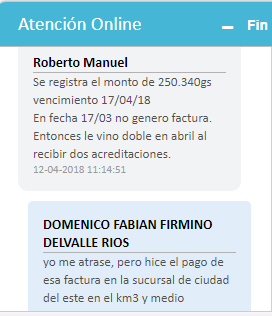 Atención Online – Fin
Roberto Manuel
Se registra el monto de 250.340gs
vencimiento 17/04/18
En fecha 17/03 no genero factura.
Entonces le vino doble en abril al
recibir dos acreditaciones.
12-04-2018 11:14:51
DOMENICO FABIAN FIRMINO
DELVALLE RIOS
yo me atrase, pero hice el pago de
esa factura en la sucursal de ciudad
del este en el km3 y medio